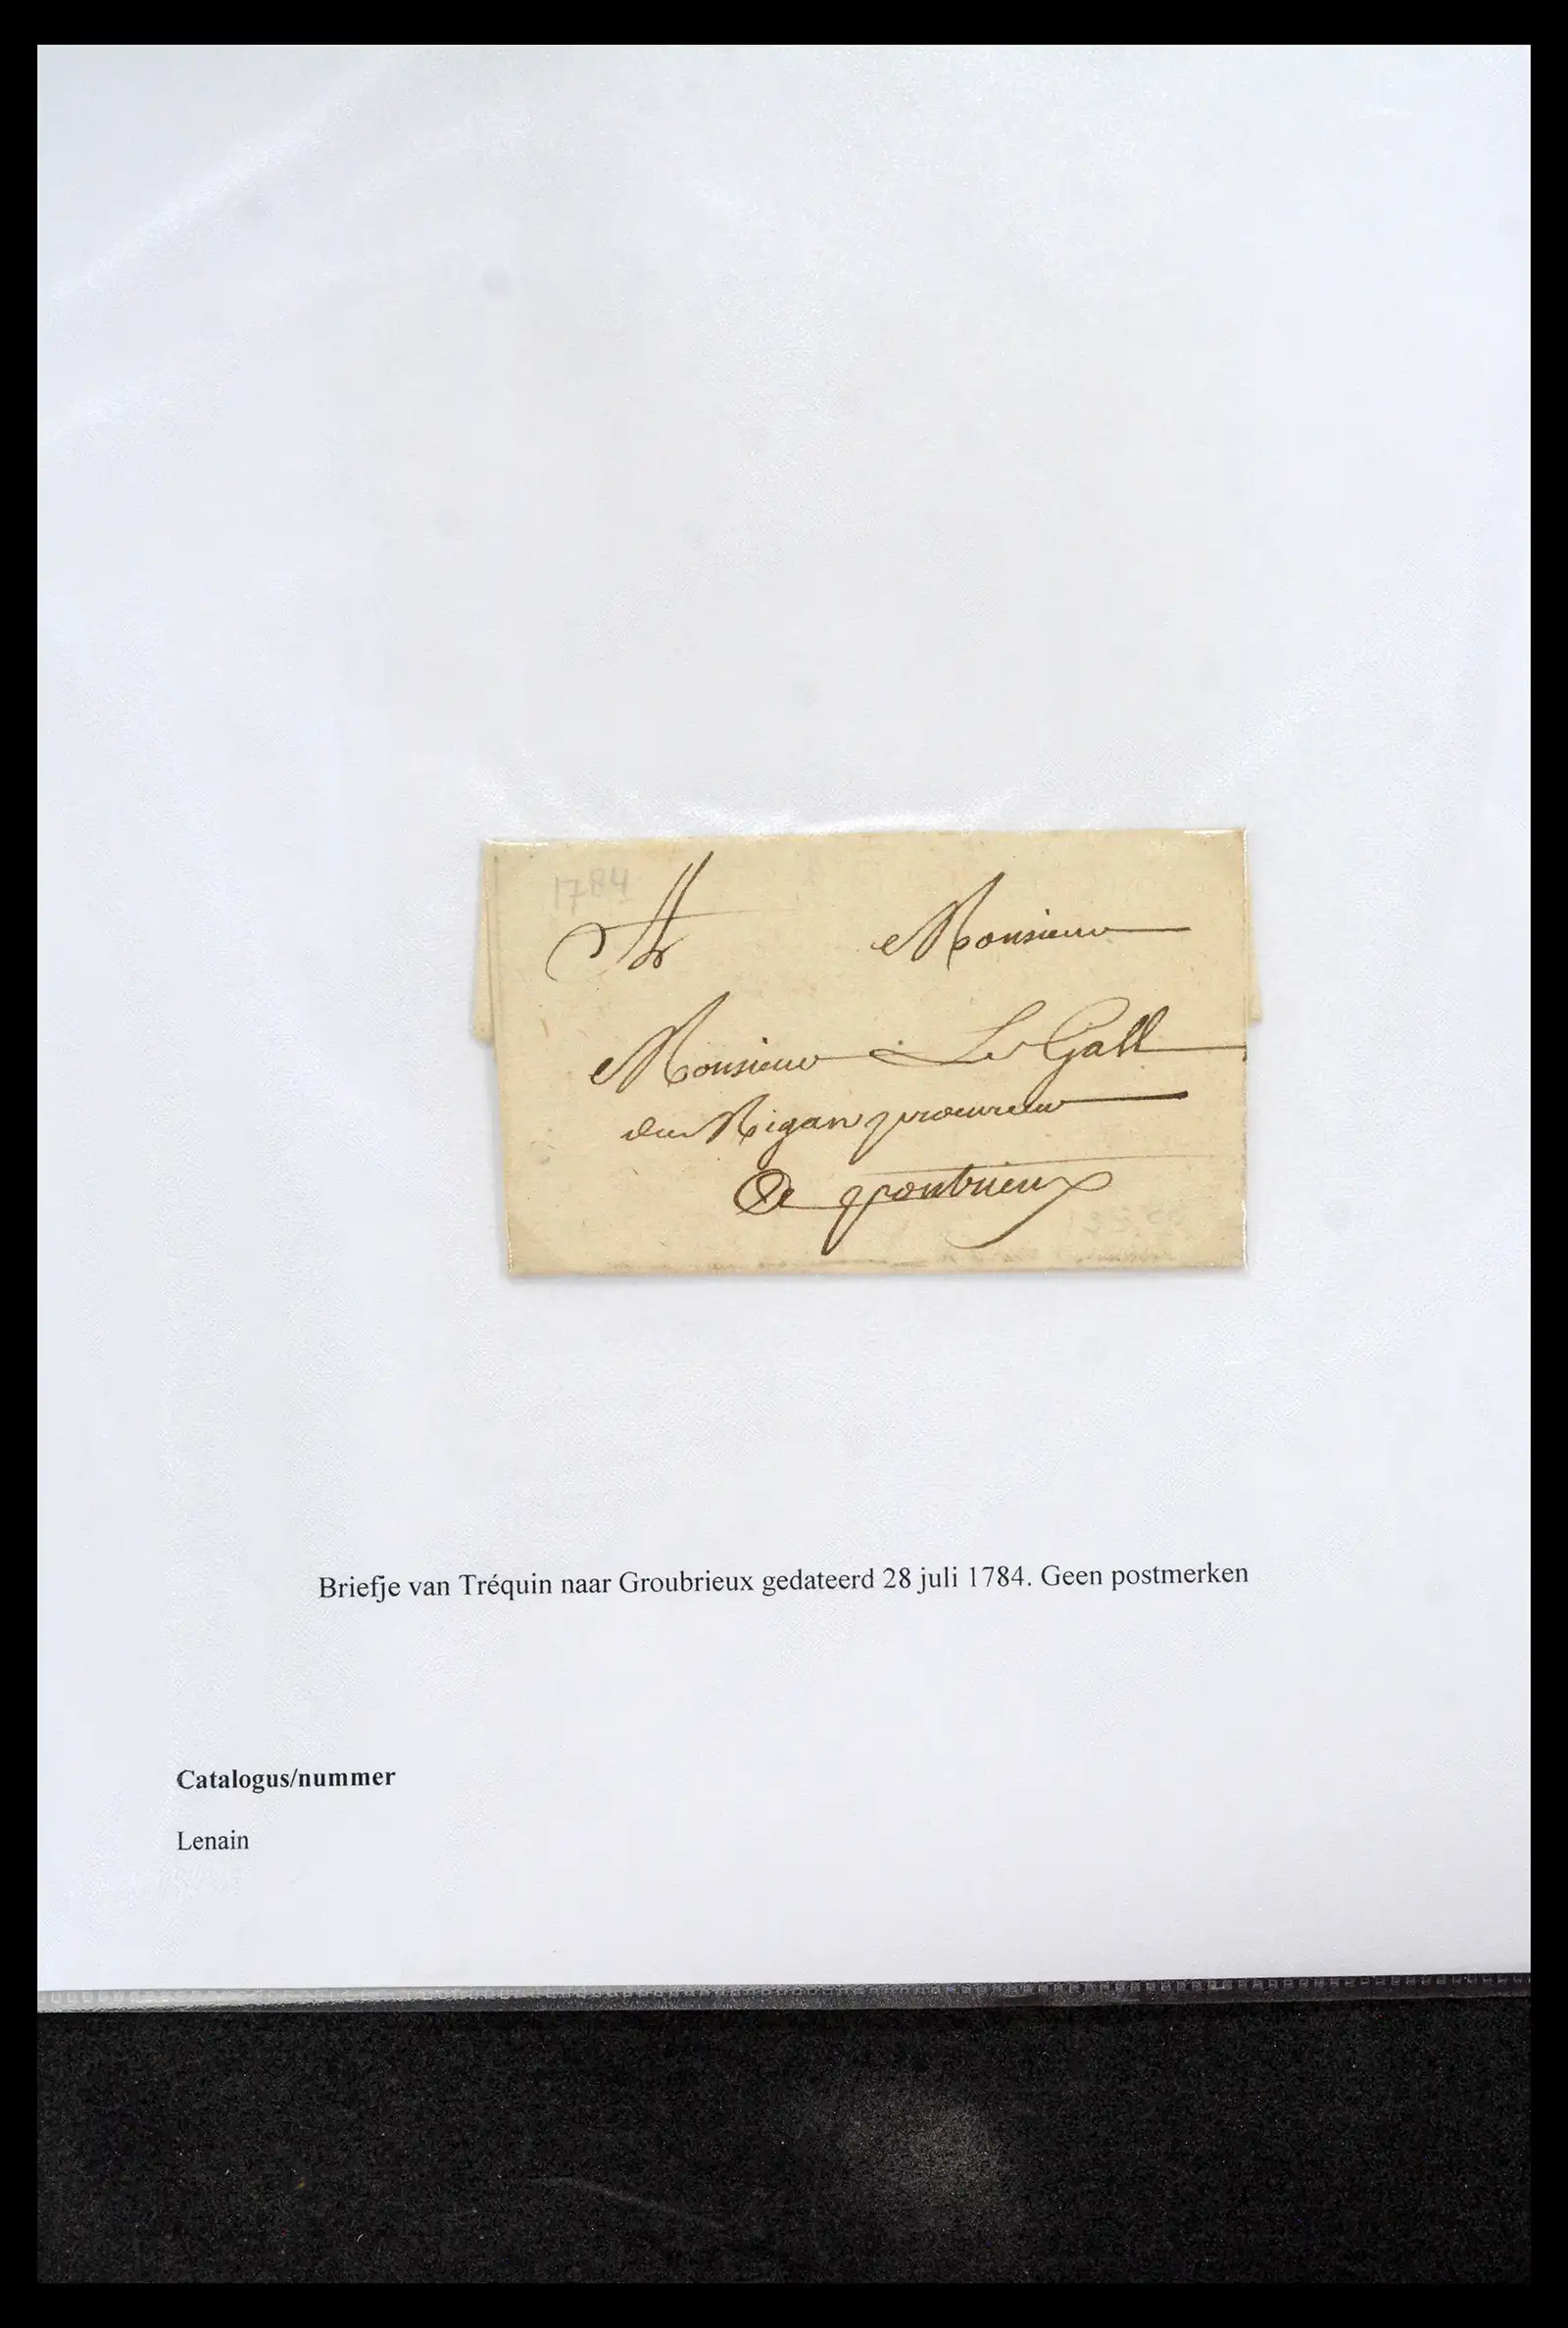 1784
A Monsieur
Monsieur Le Gall
du Rigan procureur
De pontrieux
Briefje van Tréquin naar Groubrieux gedateerd 28 juli 1784. Geen postmerken
Catalogus/nummer
Lenain